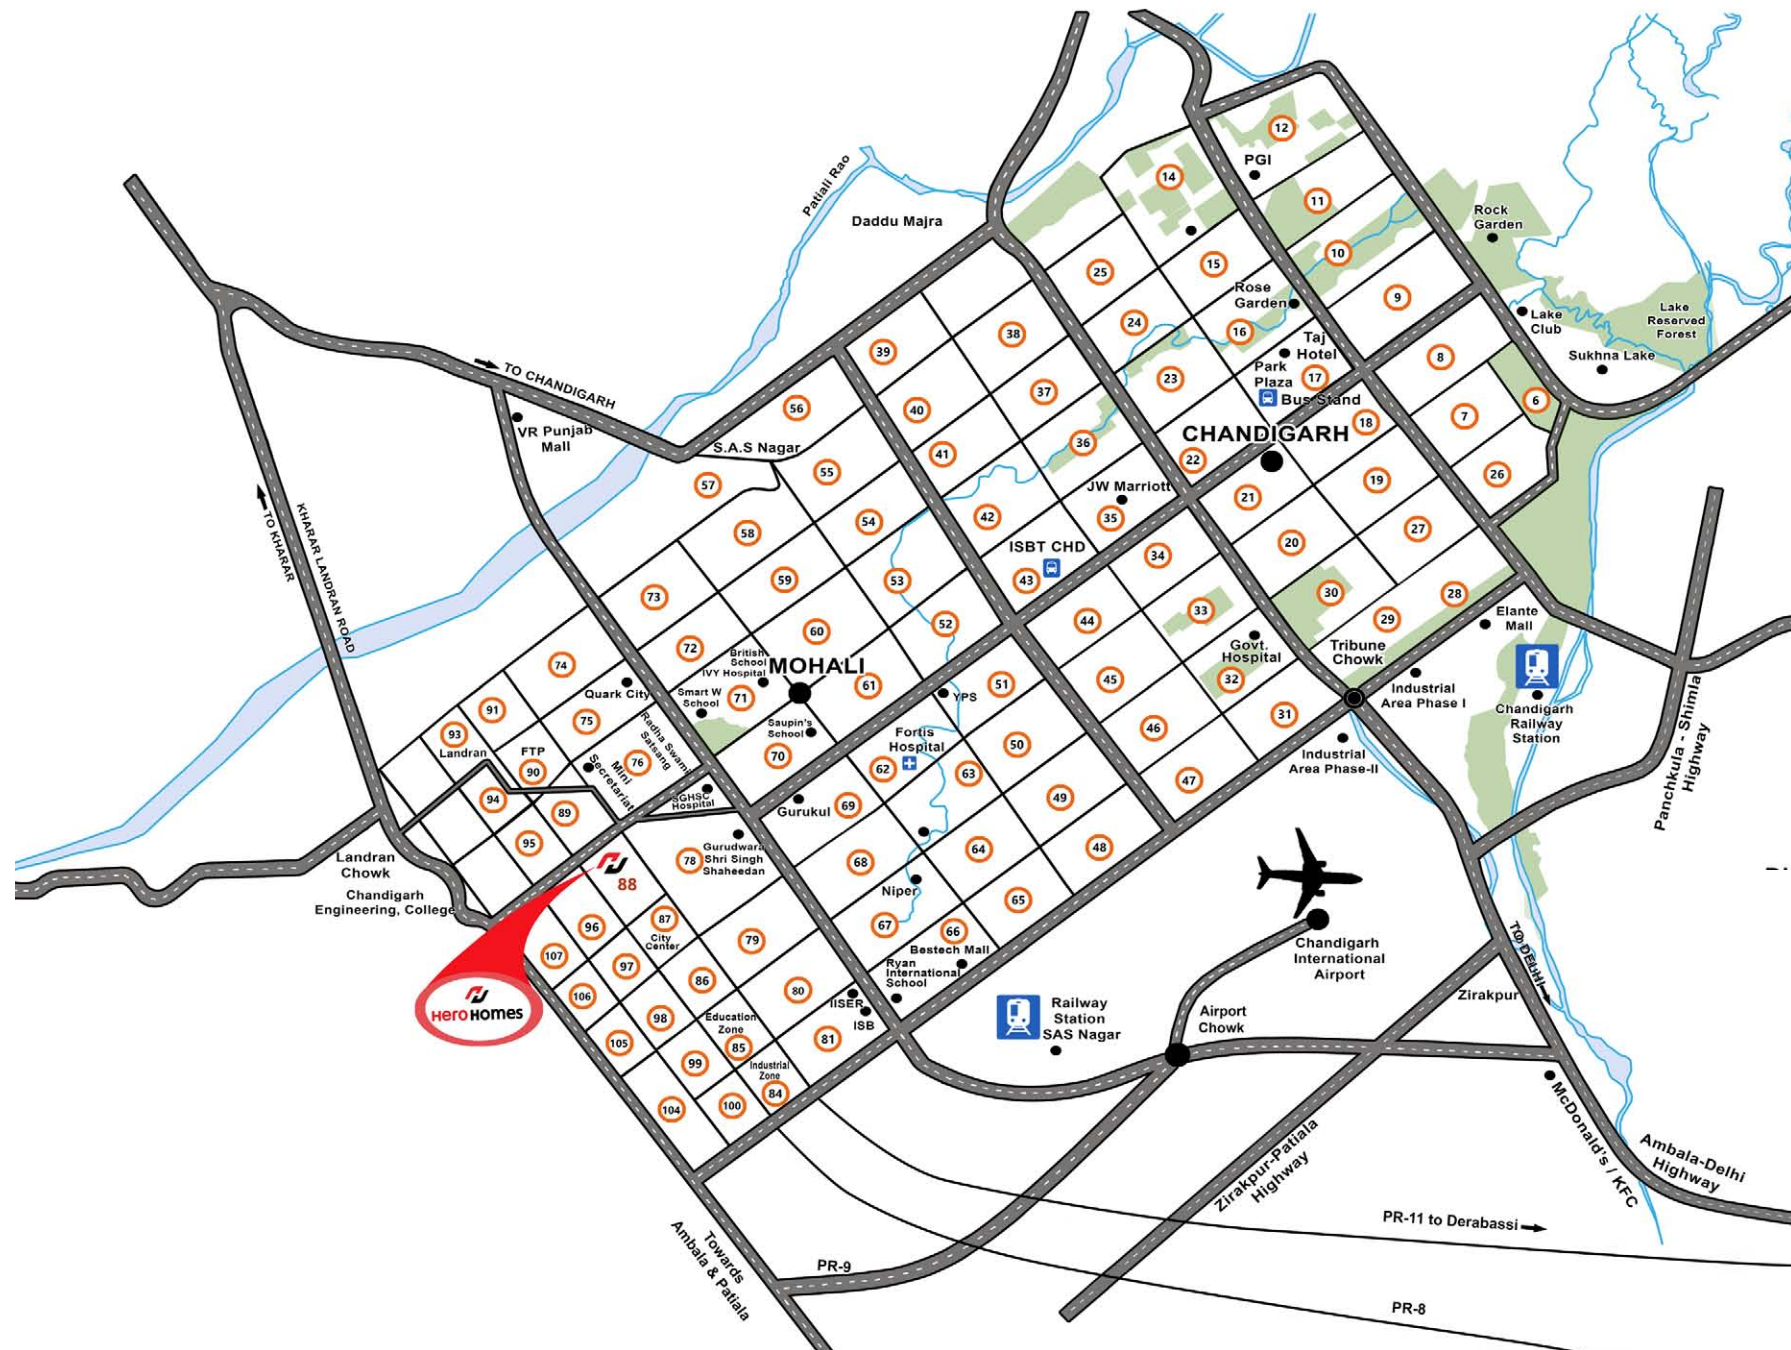 12
PGI
14
11
Patiali Rao
Daddu Majra
Rock
Garden
10
15
25
Rose
Garden
9
Lake
Club
Lake
Reserved
Forest
24
16
38
39
Taj
Hotel
8
Sukhna Lake
Park
Plaza
17
23
Bus Stand
TO CHANDIGARH
37
6
56
40
7
18
VR Punjab
Mall
S.A.S Nagar
CHANDIGARH
36
41
22
55
26
57
JW Marriott
19
21
35
42
54
27
58
TO KHARAR
KHARAR LANDRAN ROAD
ISBT CHD
20
34
43
59
53
73
30
28
33
44
52
29
Elante
Mall
60
72
British
School
IVY Hospital
MOHALI
Govt.
Hospital
Tribune
Chowk
74
61
51
45
32
Industrial
Area Phase I
Quark City
Smart W
School
71
YPS
Chandigarh
Railway
Station
91
75
31
Saupin's
School
Radha Swami
Satsang
Fortis
Hospital
46
50
93
Landran
FTP
90
76
Mini
Secretariat
70
62
63
Industrial
Area Phase-II
47
Panchkula - Shimla
Highway
94
89
SGHSC
Hospital
69
49
Gurukul
95
Gurudwara
Shri Singh
Shaheedan
78
68
64
48
Landran
Chowk
Chandigarh
Engineering, College
88
Niper
65
96
87
City
Center
67
66
Bestech Mall
79
107
Chandigarh
International
Airport
TO DELHI
97
Ryan
International
School
86
106
80
IISER
ISB
HeroHomes
98
Education
Zone
85
Railway
Station
SAS Nagar
Airport
Chowk
Zirakpur
105
81
99
Industrial
Zone
84
104
100
McDonald's / KFC
Ambala-Delhi
Highway
Zirakpur-Patiala
Highway
PR-11 to Derabassi
Towards
Ambala & Patiala
PR-9
PR-8